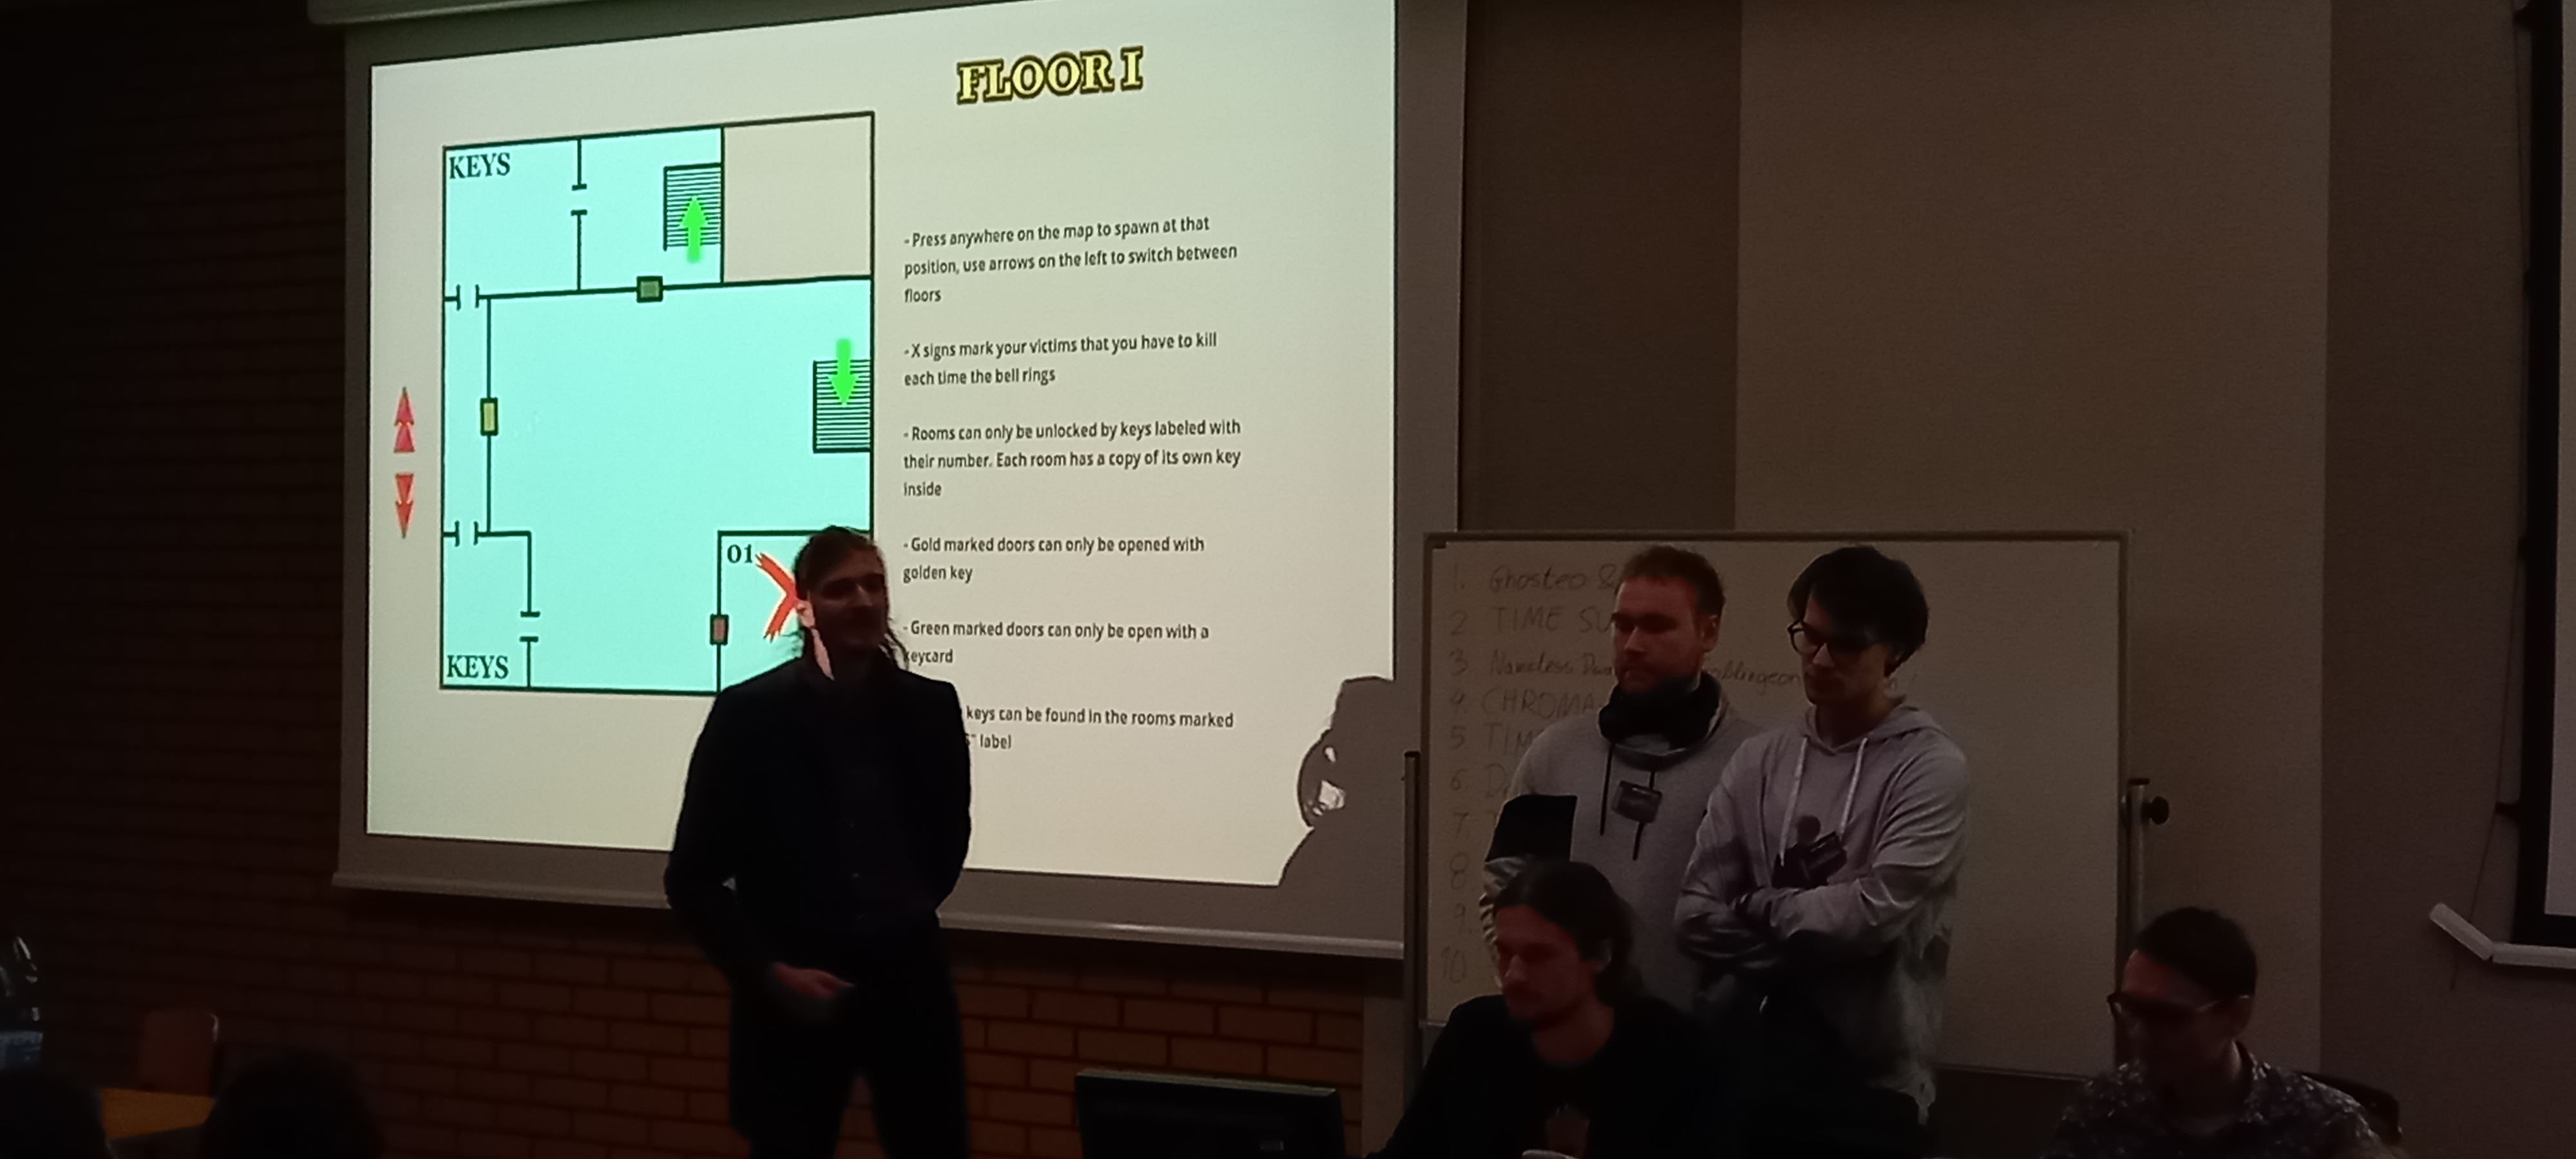 FLOOR I
KEYS
- Press anywhere on the map to spawn at that
position, use arrows on the left to switch between
floors
- X signs mark your victims that you have to kill
each time the bell rings
- Rooms can only be unlocked by keys labeled with
their number. Each room has a copy of its own key
inside
- Gold marked doors can only be opened with
golden key
01
- Green marked doors can only be open with a
keycard
KEYS
keys can be found in the rooms marked
label
1. Ghosted &
2 TIME
3 Nameless
4. CHROMA
5 TIM
6
7
8
9
10